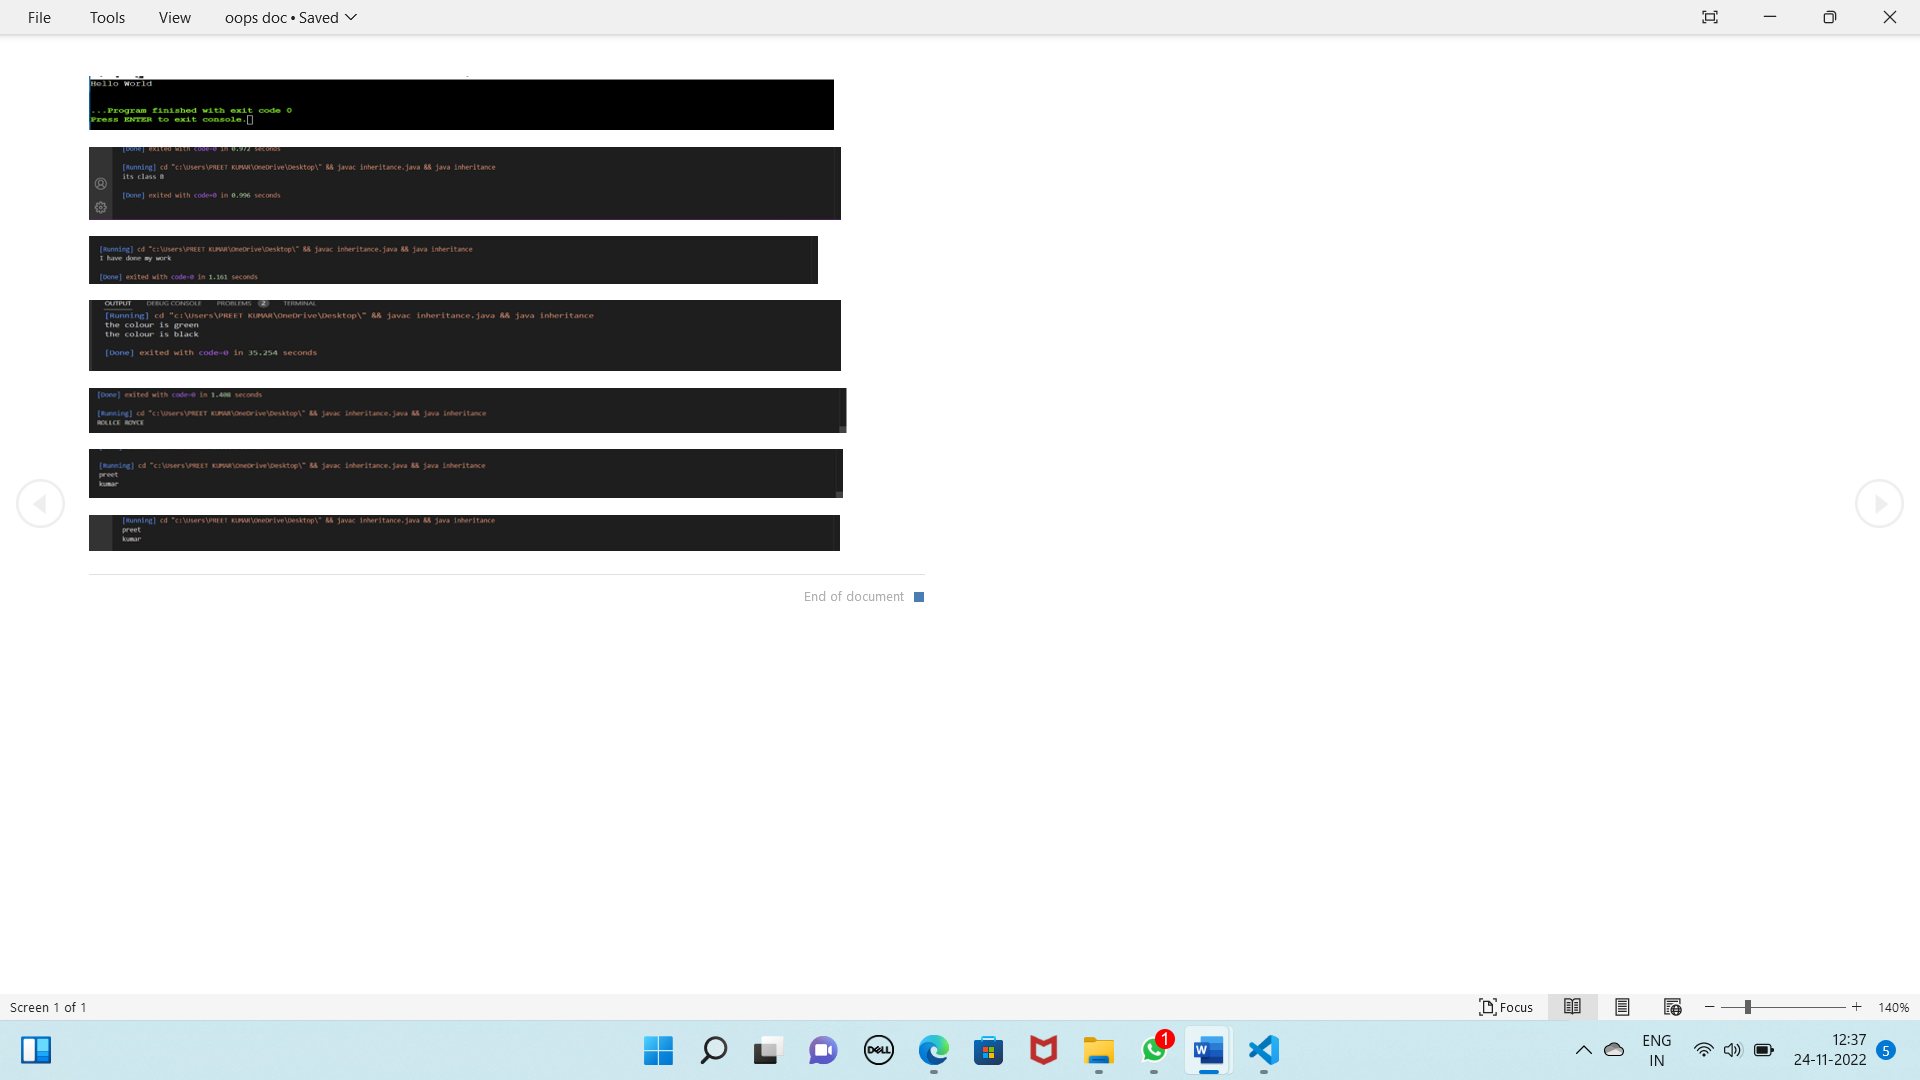 File Tools View oops doc • Saved
Hello World
...Program finished with exit code 0
Press ENTER to exit console.
[Done] exited with code=0 in 0.972 seconds
[Running] cd "c:\Users\PREET KUMAR\OneDrive\Desktop\" && javac inheritance.java && java inheritance
its class B
[Done] exited with code=0 in 0.996 seconds
[Running] cd "c:\Users\PREET KUMAR\OneDrive\Desktop\" && javac inheritance.java && java inheritance
I have done my work
[Done] exited with code=0 in 1.161 seconds
OUTPUT DEBUG CONSOLE PROBLEMS 2 TERMINAL
[Running] cd "c:\Users\PREET KUMAR\OneDrive\Desktop\" && javac inheritance.java && java inheritance
the colour is green
the colour is black
[Done] exited with code=0 in 35.254 seconds
[Done] exited with code=0 in 1.408 seconds
[Running] cd "c:\Users\PREET KUMAR\OneDrive\Desktop\" && javac inheritance.java && java inheritance
ROLLCE ROYCE
[Running] cd "c:\Users\PREET KUMAR\OneDrive\Desktop\" && javac inheritance.java && java inheritance
preet
kumar
[Running] cd "c:\Users\PREET KUMAR\OneDrive\Desktop\" && javac inheritance.java && java inheritance
preet
kumar
End of document
Screen 1 of 1 Focus 140%
DELL 1 W ENG 12:37
IN 24-11-2022 5